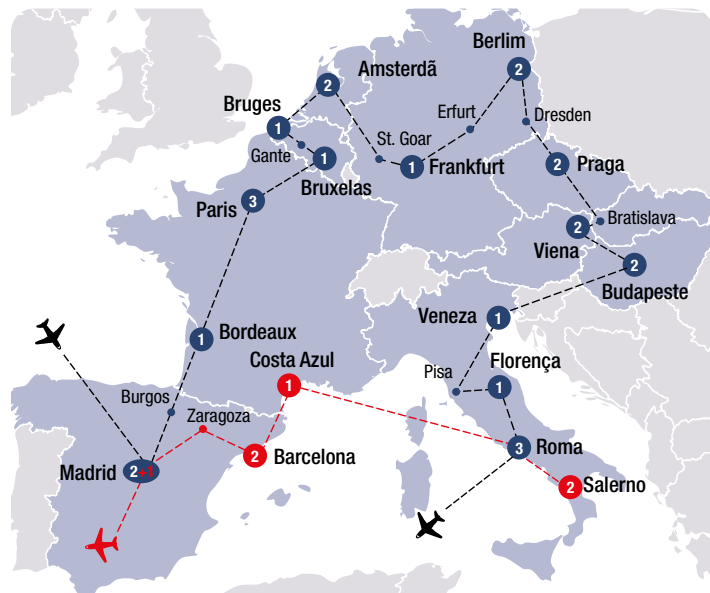 Berlim
2
Amsterdã
2
Bruges
1
Erfurt
Dresden
Gante
1
Bruxelas
St. Goar
1
Frankfurt
Praga
2
Paris
3
Bratislava
2
Viena
2
Budapeste
Veneza
1
Bordeaux
1
Costa Azul
1
Florença
1
Pisa
Burgos
Zaragoza
Madrid
2+1
2
Barcelona
3
Roma
2
Salerno